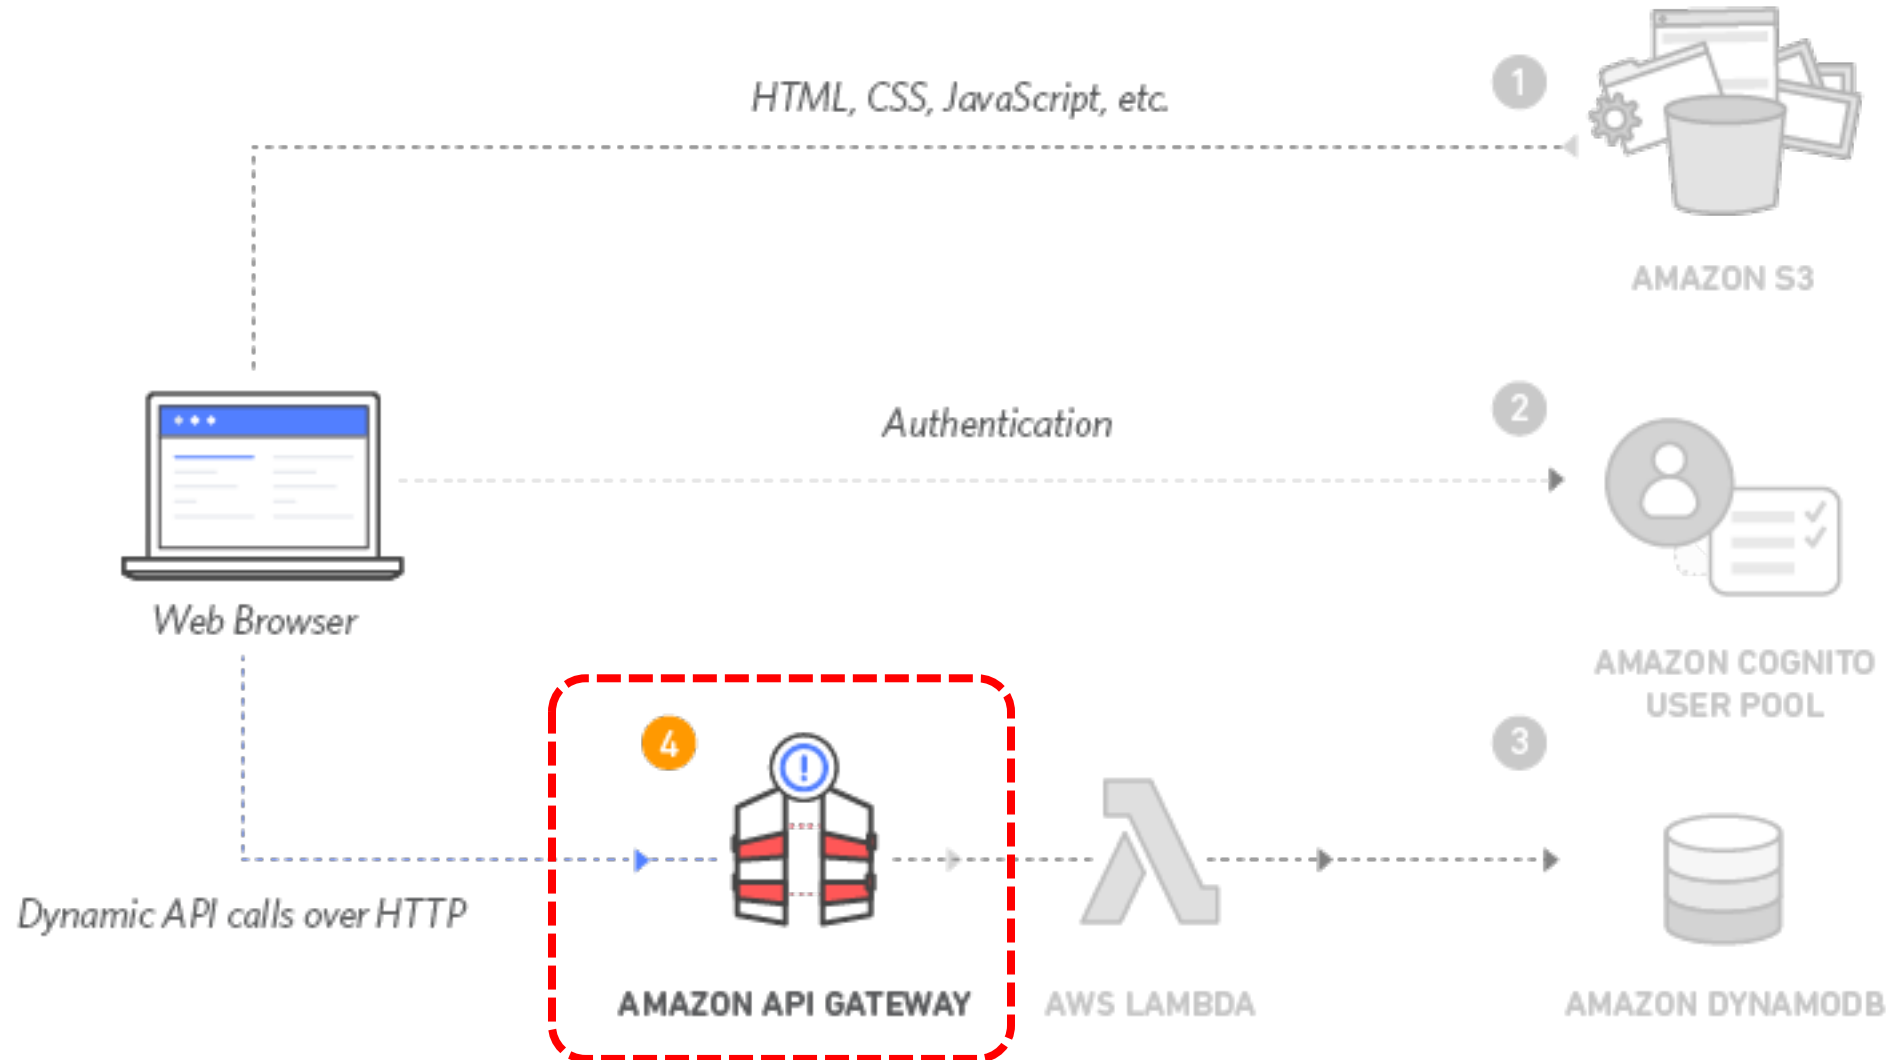 HTML, CSS, JavaScript, etc.
1
AMAZON S3
Authentication
2
Web Browser
AMAZON COGNITO
USER POOL
4
3
Dynamic API calls over HTTP
AMAZON API GATEWAY
AWS LAMBDA
AMAZON DYNAMODB